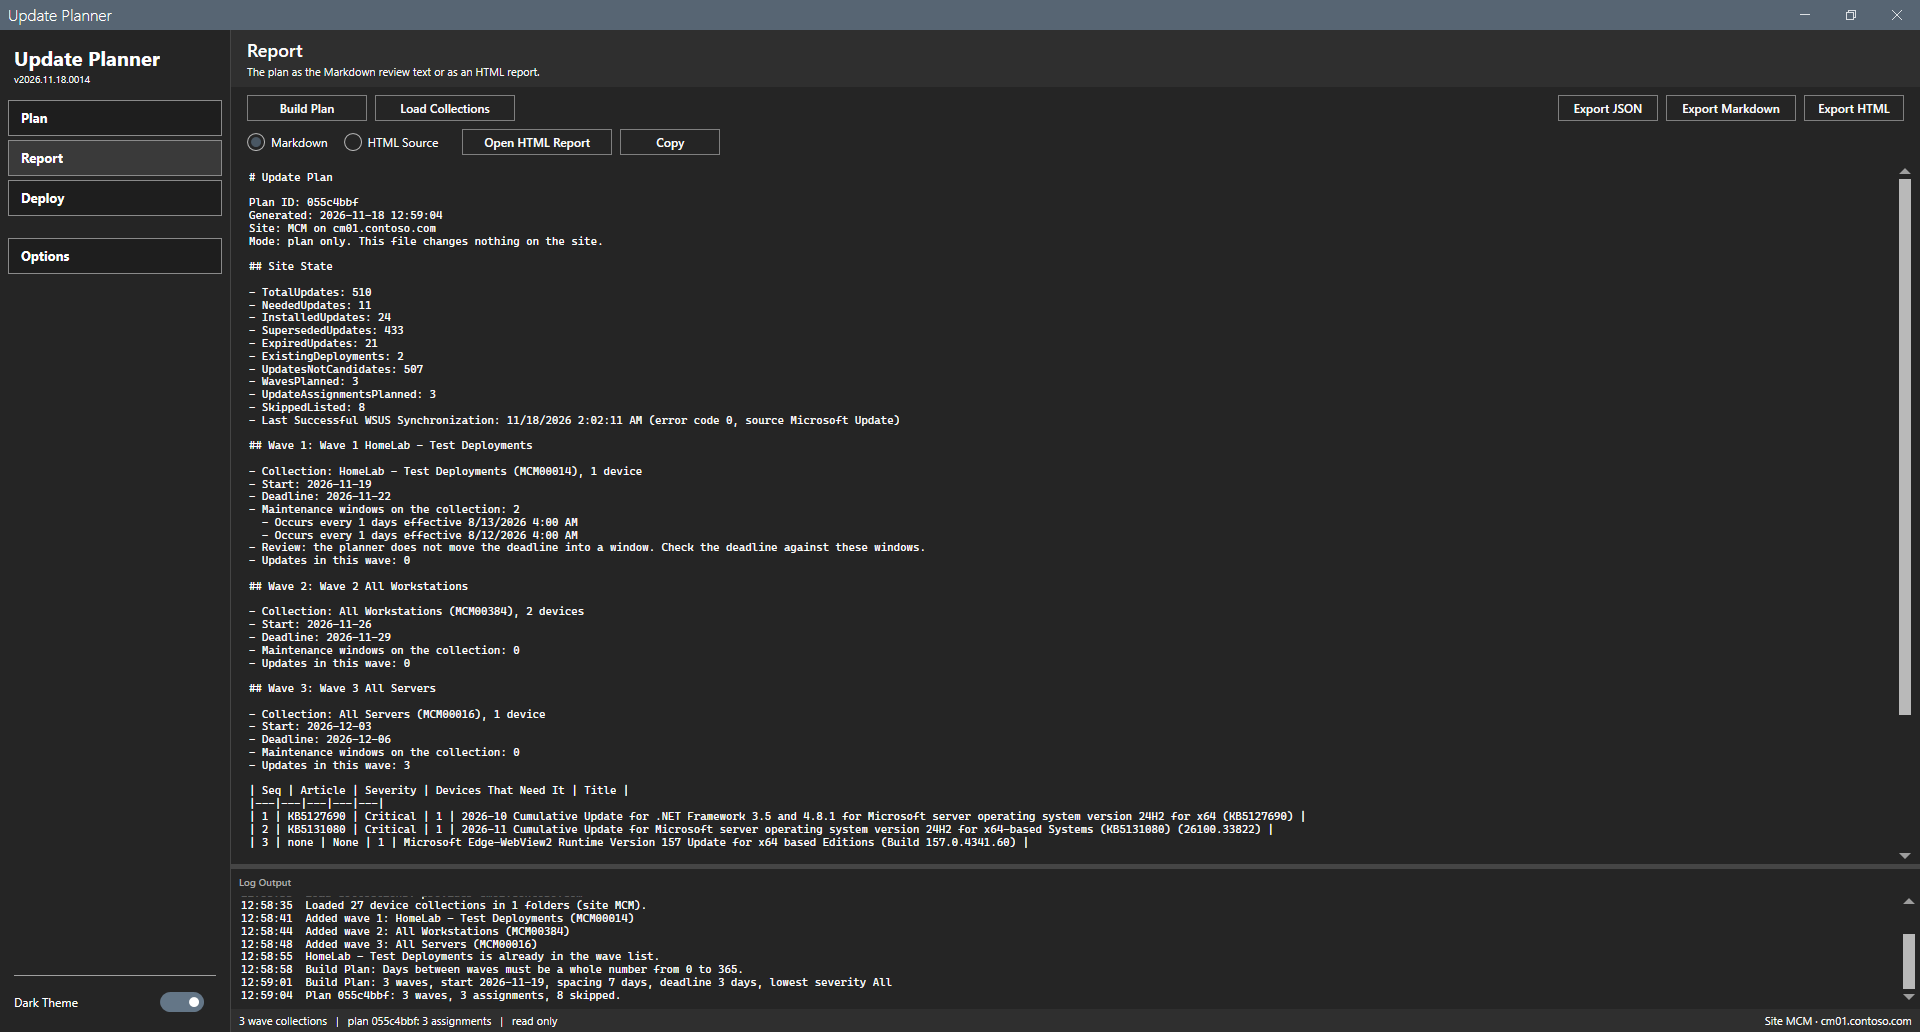 Update Planner
Update Planner
v2026.11.18.0014
Plan
Report
Deploy
Options
Dark Theme
Report
The plan as the Markdown review text or as an HTML report.
Build Plan
Load Collections
Export JSON
Export Markdown
Export HTML
Markdown
HTML Source
Open HTML Report
Copy
# Update Plan
Plan ID: 055c4bbf
Generated: 2026-11-18 12:59:04
Site: MCM on cm01.contoso.com
Mode: plan only. This file changes nothing on the site.
## Site State
- TotalUpdates: 510
- NeededUpdates: 11
- InstalledUpdates: 24
- SupersededUpdates: 433
- ExpiredUpdates: 21
- ExistingDeployments: 2
- UpdatesNotCandidates: 507
- WavesPlanned: 3
- UpdateAssignmentsPlanned: 3
- SkippedListed: 8
- Last Successful WSUS Synchronization: 11/18/2026 2:02:11 AM (error code 0, source Microsoft Update)
## Wave 1: Wave 1 HomeLab - Test Deployments
- Collection: HomeLab - Test Deployments (MCM00014), 1 device
- Start: 2026-11-19
- Deadline: 2026-11-22
- Maintenance windows on the collection: 2
- Occurs every 1 days effective 8/13/2026 4:00 AM
- Occurs every 1 days effective 8/12/2026 4:00 AM
- Review: the planner does not move the deadline into a window. Check the deadline against these windows.
- Updates in this wave: 0
## Wave 2: Wave 2 All Workstations
- Collection: All Workstations (MCM00384), 2 devices
- Start: 2026-11-26
- Deadline: 2026-11-29
- Maintenance windows on the collection: 0
- Updates in this wave: 0
## Wave 3: Wave 3 All Servers
- Collection: All Servers (MCM00016), 1 device
- Start: 2026-12-03
- Deadline: 2026-12-06
- Maintenance windows on the collection: 0
- Updates in this wave: 3
| Seq | Article | Severity | Devices That Need It | Title |
|---|---|---|---|---|
| 1 | KB5127690 | Critical | 1 | 2026-10 Cumulative Update for .NET Framework 3.5 and 4.8.1 for Microsoft server operating system version 24H2 for x64 (KB5127690) |
| 2 | KB5131080 | Critical | 1 | 2026-11 Cumulative Update for Microsoft server operating system version 24H2 for x64-based Systems (KB5131080) (26100.33822) |
| 3 | none | None | 1 | Microsoft Edge-WebView2 Runtime Version 157 Update for x64 based Editions (Build 157.0.4341.60) |
Log Output
12:58:35 Loaded 27 device collections in 1 folders (site MCM).
12:58:41 Added wave 1: HomeLab - Test Deployments (MCM00014)
12:58:44 Added wave 2: All Workstations (MCM00384)
12:58:48 Added wave 3: All Servers (MCM00016)
12:58:55 HomeLab - Test Deployments is already in the wave list.
12:58:58 Build Plan: Days between waves must be a whole number from 0 to 365.
12:59:01 Build Plan: 3 waves, start 2026-11-19, spacing 7 days, deadline 3 days, lowest severity All
12:59:04 Plan 055c4bbf: 3 waves, 3 assignments, 8 skipped.
3 wave collections | plan 055c4bbf: 3 assignments | read only
Site MCM · cm01.contoso.com